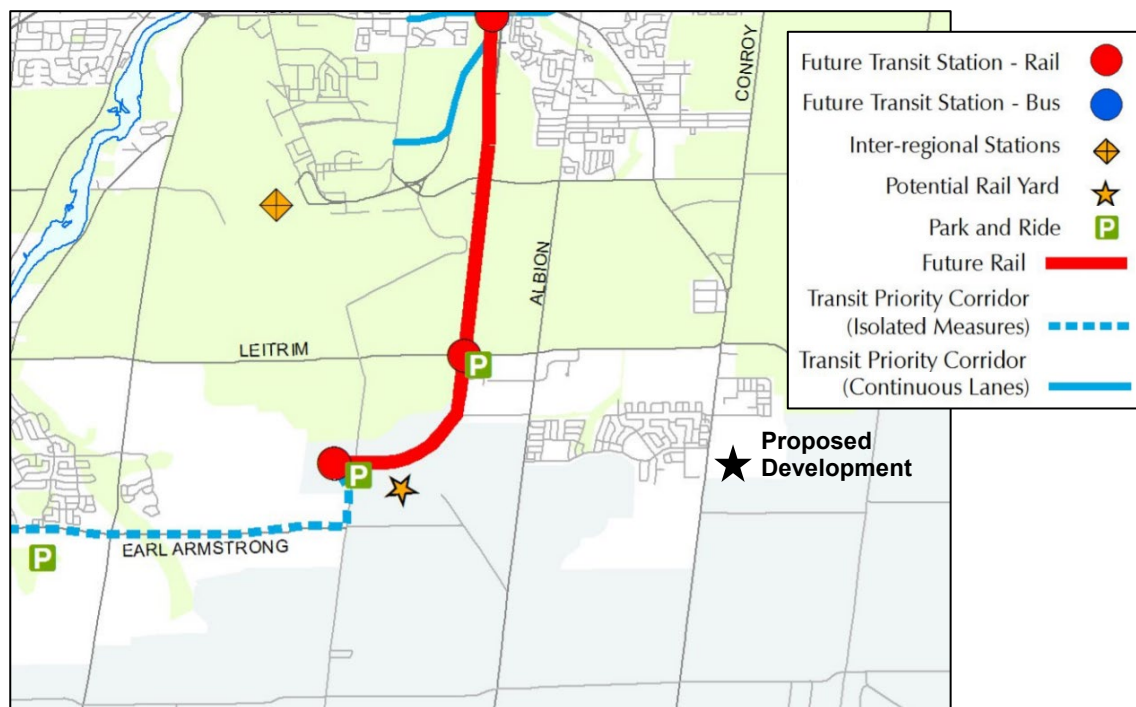 CONROY
ALBION
LEITRIM
P
P
EARL ARMSTRONG
P
Proposed
Development
Future Transit Station - Rail
Future Transit Station - Bus
Inter-regional Stations
Potential Rail Yard
Park and Ride
P
Future Rail
Transit Priority Corridor
(Isolated Measures)
Transit Priority Corridor
(Continuous Lanes)